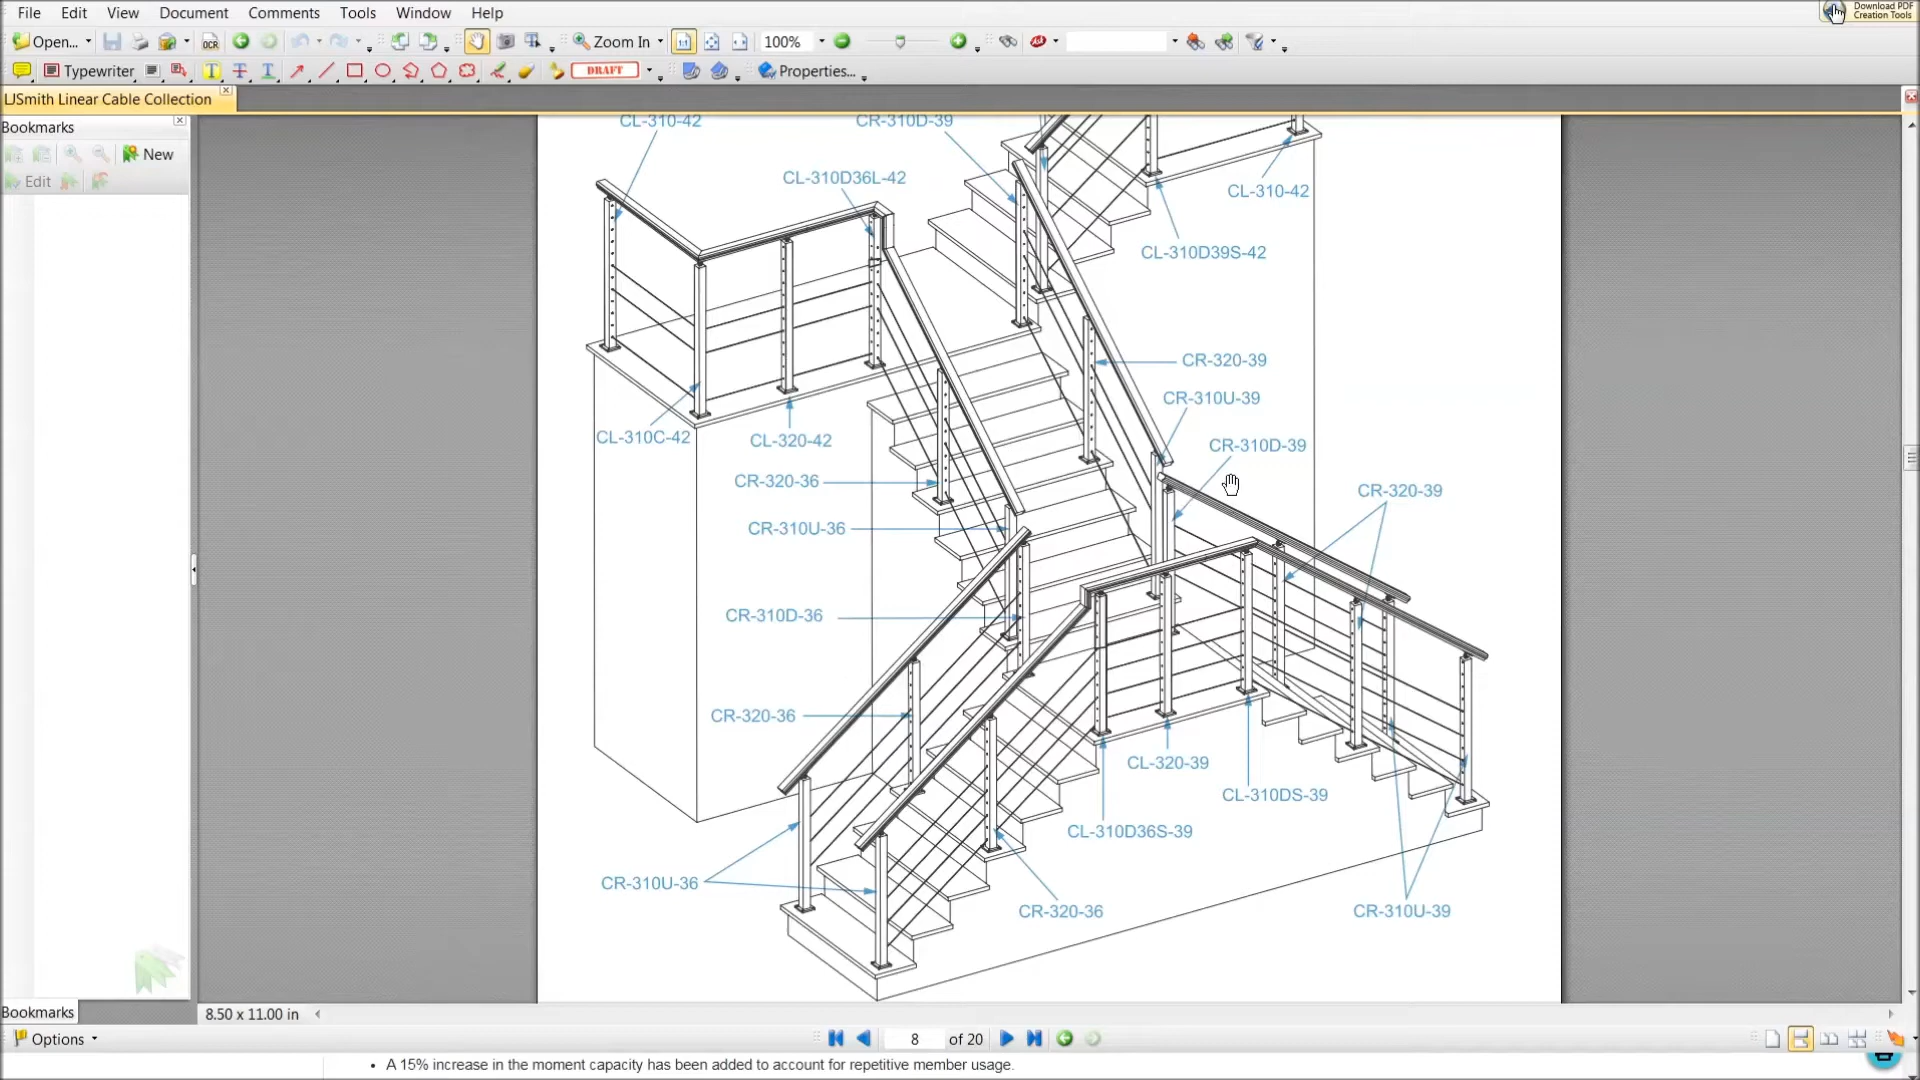 File Edit View Document Comments Tools Window Help
Download PDF
Creation Tools
Open... OCR Zoom In 100%
Typewriter DRAFT Properties...
LJSmith Linear Cable Collection
Bookmarks
New
Edit
CL-310-42
CR-310D-39
CL-310D36L-42
CL-310-42
CL-310D39S-42
CR-320-39
CR-310U-39
CL-310C-42
CL-320-42
CR-310D-39
CR-320-36
CR-320-39
CR-310U-36
CR-310D-36
CR-320-36
CL-320-39
CL-310DS-39
CL-310D36S-39
CR-310U-36
CR-320-36
CR-310U-39
Bookmarks
8.50 x 11.00 in
Options
8 of 20
• A 15% increase in the moment capacity has been added to account for repetitive member usage.